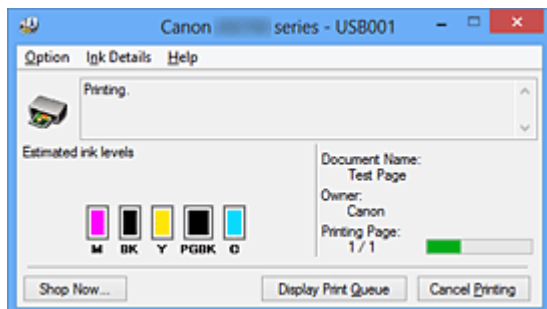 Canon series - USB001
Option Ink Details Help
Printing.
Estimated ink levels
Document Name:
Test Page
Owner:
Canon
Printing Page:
1 / 1
M BK Y PGBK C
Shop Now... Display Print Queue Cancel Printing